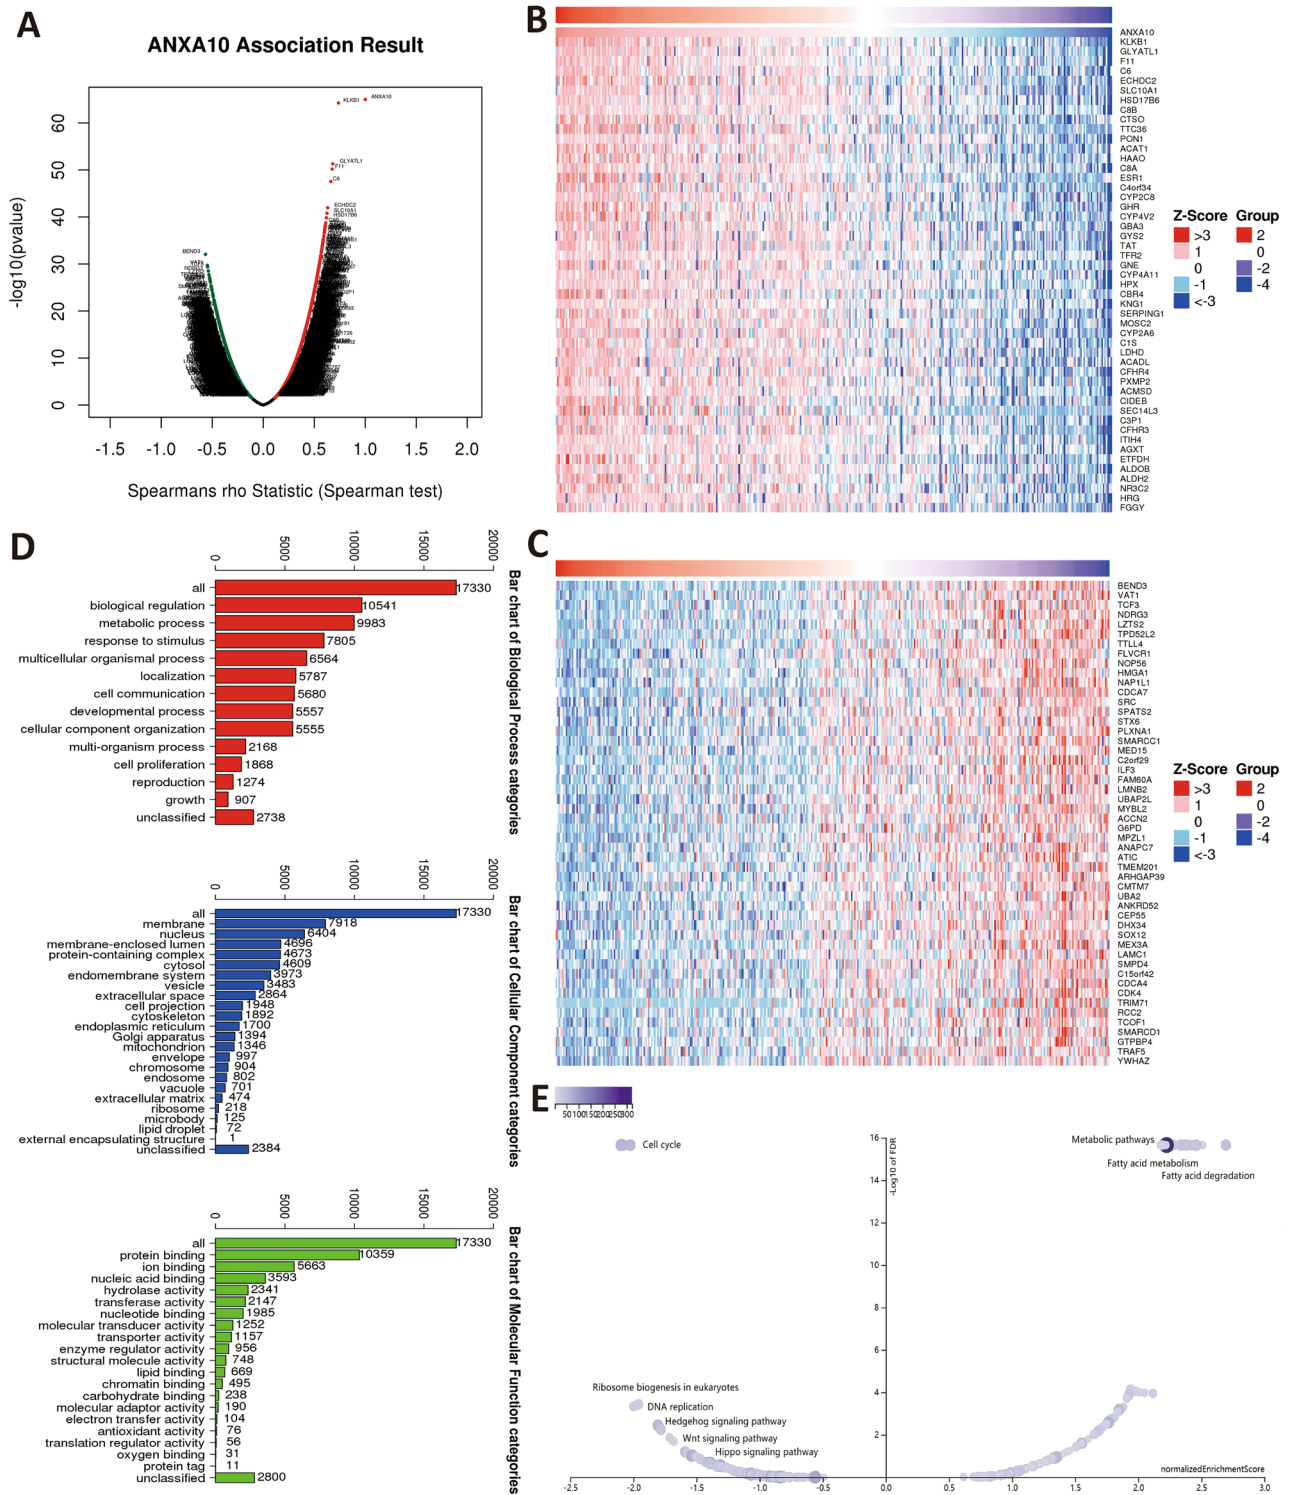 A
ANXA10 Association Result
-log10(pvalue)
60
50
40
30
20
10
0
KLKB1
ANXA10
GLYATL1
F11
C6
ECHDC2
SLC10A1
HSD17B6
BEND3
VAT1
-1.5 -1.0 -0.5 0.0 0.5 1.0 1.5 2.0
Spearmans rho Statistic (Spearman test)
B
ANXA10
KLKB1
GLYATL1
F11
C6
ECHDC2
SLC10A1
HSD17B6
C8B
CTSO
TTC36
PON1
ACAT1
HAAO
C8A
ESR1
C4orf34
CYP2C8
GHR
CYP4V2
GBA3
GYS2
TAT
TFR2
GNE
CYP4A11
HPX
CBR4
KNG1
SERPING1
MOSC2
CYP2A6
C1S
LDHD
ACADL
CFHR4
PXMP2
ACMSD
CIDEB
SEC14L3
C3P1
CFHR3
ITIH4
AGXT
ETFDH
ALDOB
ALDH2
NR3C2
HRG
FGGY
Z-Score Group
>3 2
1 0
0 -2
-1 -4
<-3
C
BEND3
VAT1
TCF3
NDRG3
LZTS2
TPD52L2
TTLL4
FLVCR1
NOP56
HMGA1
NAP1L1
CDCA7
SRC
SPATS2
STX6
PLXNA1
SMARCC1
MED15
C2orf29
ILF3
FAM60A
LMNB2
UBAP2L
MYBL2
ACCN2
G6PD
MPZL1
ANAPC7
ATIC
TMEM201
ARHGAP39
CMTM7
UBA2
ANKRD52
CEP55
DHX34
SOX12
MEX3A
LAMC1
SMPD4
C15orf42
CDCA4
CDK4
TRIM71
RCC2
TCOF1
SMARCD1
GTPBP4
TRAF5
YWHAZ
Z-Score Group
>3 2
1 0
0 -2
-1 -4
<-3
D
0 5000 10000 15000 20000
Bar chart of Biological Process categories
all 17330
biological regulation 10541
metabolic process 9983
response to stimulus 7805
multicellular organismal process 6564
localization 5787
cell communication 5680
developmental process 5557
cellular component organization 5555
multi-organism process 2168
cell proliferation 1868
reproduction 1274
growth 907
unclassified 2738
0 5000 10000 15000 20000
Bar chart of Cellular Component categories
all 17330
membrane 7918
nucleus 6404
membrane-enclosed lumen 4696
protein-containing complex 4673
cytosol 4609
endomembrane system 3973
vesicle 3483
extracellular space 2864
cell projection 1948
cytoskeleton 1892
endoplasmic reticulum 1700
Golgi apparatus 1394
mitochondrion 1346
envelope 997
chromosome 904
endosome 802
vacuole 701
extracellular matrix 474
ribosome 218
microbody 125
lipid droplet 72
external encapsulating structure 1
unclassified 2384
0 5000 10000 15000 20000
Bar chart of Molecular Function categories
all 17330
protein binding 10359
ion binding 5663
nucleic acid binding 3593
hydrolase activity 2341
transferase activity 2147
nucleotide binding 1985
molecular transducer activity 1252
transporter activity 1157
enzyme regulator activity 956
structural molecule activity 748
lipid binding 669
chromatin binding 495
carbohydrate binding 238
molecular adaptor activity 190
electron transfer activity 104
antioxidant activity 76
translation regulator activity 56
oxygen binding 31
protein tag 11
unclassified 2800
E
50 100 150 200 250 300
Cell cycle
-Log10 of FDR
16
14
12
10
8
6
4
2
Metabolic pathways
Fatty acid metabolism
Fatty acid degradation
Ribosome biogenesis in eukaryotes
DNA replication
Hedgehog signaling pathway
Wnt signaling pathway
Hippo signaling pathway
normalizedEnrichmentScore
-2.5 -2.0 -1.5 -1.0 -0.5 0.0 0.5 1.0 1.5 2.0 2.5 3.0